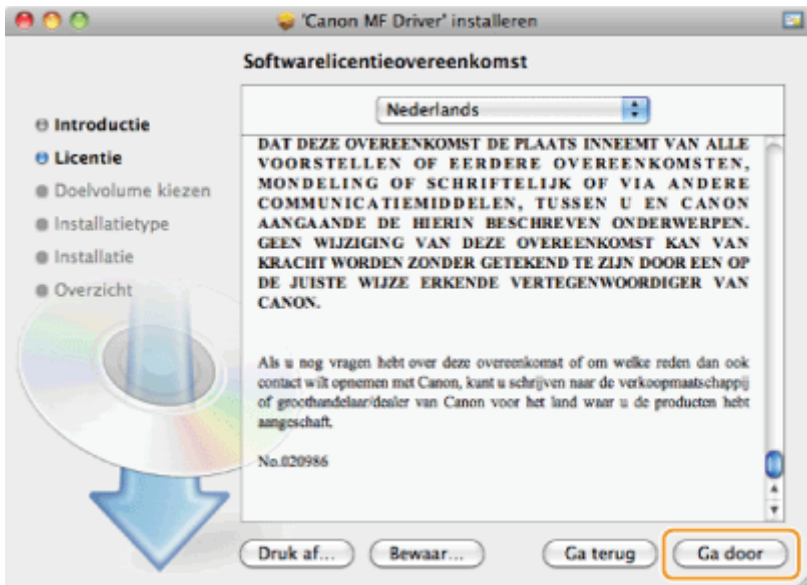 'Canon MF Driver' installeren
Softwarelicentieovereenkomst
Introductie
Licentie
Doelvolume kiezen
Installatietype
Installatie
Overzicht
Nederlands
DAT DEZE OVEREENKOMST DE PLAATS INNEEMT VAN ALLE
VOORSTELLEN OF EERDERE OVEREENKOMSTEN,
MONDELING OF SCHRIFTELIJK OF VIA ANDERE
COMMUNICATIEMIDDELEN, TUSSEN U EN CANON
AANGAANDE DE HIERIN BESCHREVEN ONDERWERPEN.
GEEN WIJZIGING VAN DEZE OVEREENKOMST KAN VAN
KRACHT WORDEN ZONDER GETEKEND TE ZIJN DOOR EEN OP
DE JUISTE WIJZE ERKENDE VERTEGENWOORDIGER VAN
CANON.
Als u nog vragen hebt over deze overeenkomst of om welke reden dan ook
contact wilt opnemen met Canon, kunt u schrijven naar de verkoopmaatschappij
of groothandelaar/dealer van Canon voor het land waar u de producten hebt
aangeschaft.
No.020986
Druk af...
Bewaar...
Ga terug
Ga door